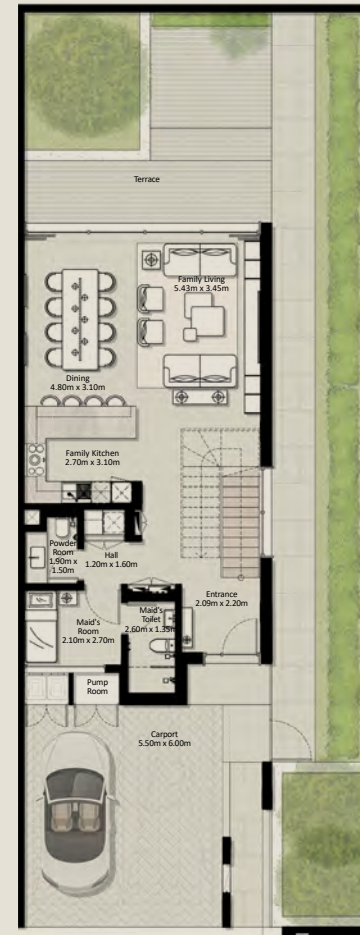 Terrace
Family Living
5.43m x 3.45m
Dining
4.80m x 3.10m
Family Kitchen
2.70m x 3.10m
Powder
Room
1.90m x
1.50m
Hall
1.20m x 1.60m
Entrance
2.09m x 2.20m
Maid's
Toilet
2.60m x 1.35m
Maid's
Room
2.10m x 2.70m
Pump
Room
Carport
5.50m x 6.00m